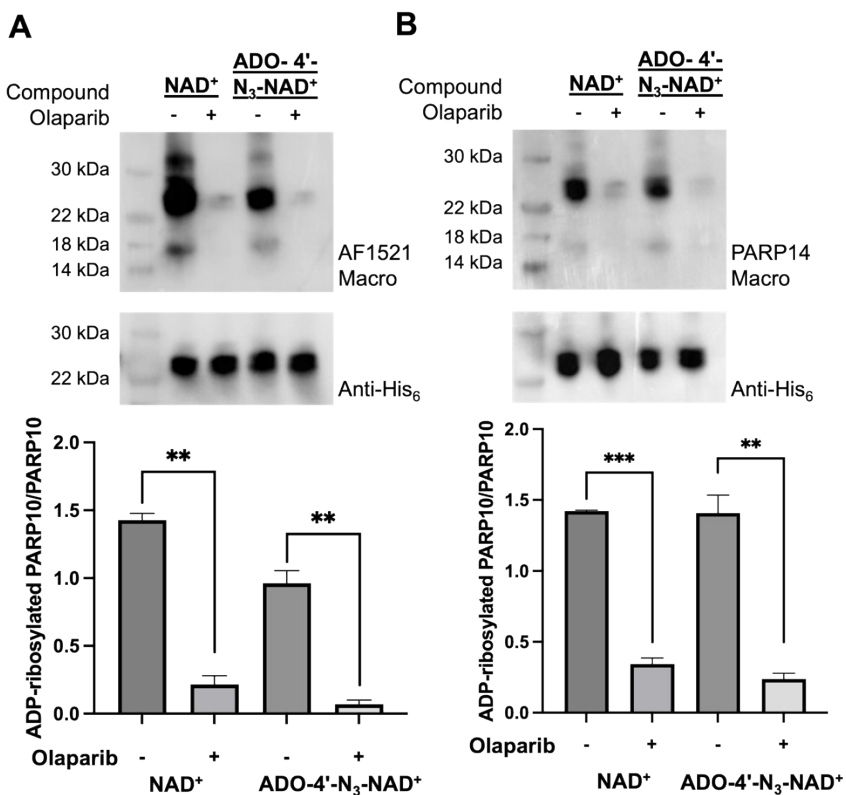 A
Compound
Olaparib
NAD⁺
ADO- 4'-
N₃-NAD⁺
- + - +
30 kDa
22 kDa
18 kDa
14 kDa
AF1521
Macro
30 kDa
22 kDa
Anti-His₆
ADP-ribosylated PARP10/PARP10
2.0
1.5
1.0
0.5
0.0
**
**
Olaparib - + - +
NAD⁺ ADO-4'-N₃-NAD⁺
B
Compound
Olaparib
NAD⁺
ADO- 4'-
N₃-NAD⁺
- + - +
30 kDa
22 kDa
18 kDa
14 kDa
PARP14
Macro
Anti-His₆
ADP-ribosylated PARP10/PARP10
2.0
1.5
1.0
0.5
0.0
***
**
Olaparib - + - +
NAD⁺ ADO-4'-N₃-NAD⁺